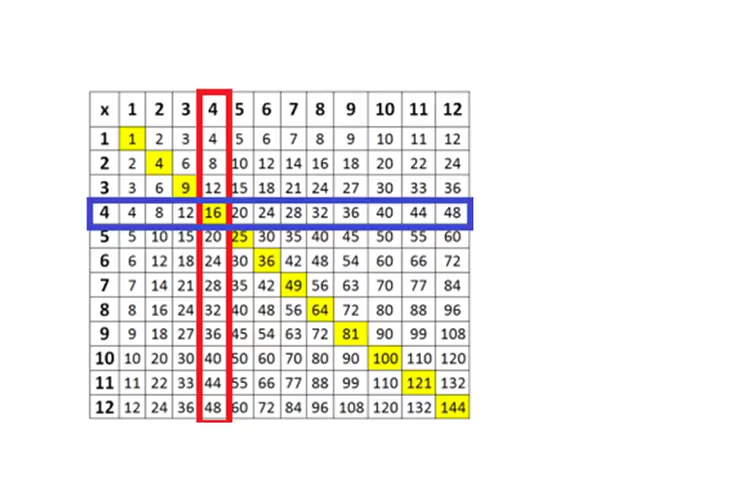 x 1 2 3 4 5 6 7 8 9 10 11 12
1 1 2 3 4 5 6 7 8 9 10 11 12
2 2 4 6 8 10 12 14 16 18 20 22 24
3 3 6 9 12 15 18 21 24 27 30 33 36
4 4 8 12 16 20 24 28 32 36 40 44 48
5 5 10 15 20 25 30 35 40 45 50 55 60
6 6 12 18 24 30 36 42 48 54 60 66 72
7 7 14 21 28 35 42 49 56 63 70 77 84
8 8 16 24 32 40 48 56 64 72 80 88 96
9 9 18 27 36 45 54 63 72 81 90 99 108
10 10 20 30 40 50 60 70 80 90 100 110 120
11 11 22 33 44 55 66 77 88 99 110 121 132
12 12 24 36 48 60 72 84 96 108 120 132 144